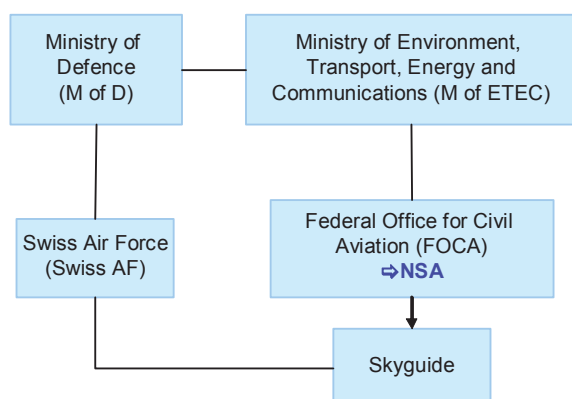 Ministry of
Defence
(M of D)
Ministry of Environment,
Transport, Energy and
Communications (M of ETEC)
Swiss Air Force
(Swiss AF)
Federal Office for Civil
Aviation (FOCA)
⇨NSA
Skyguide